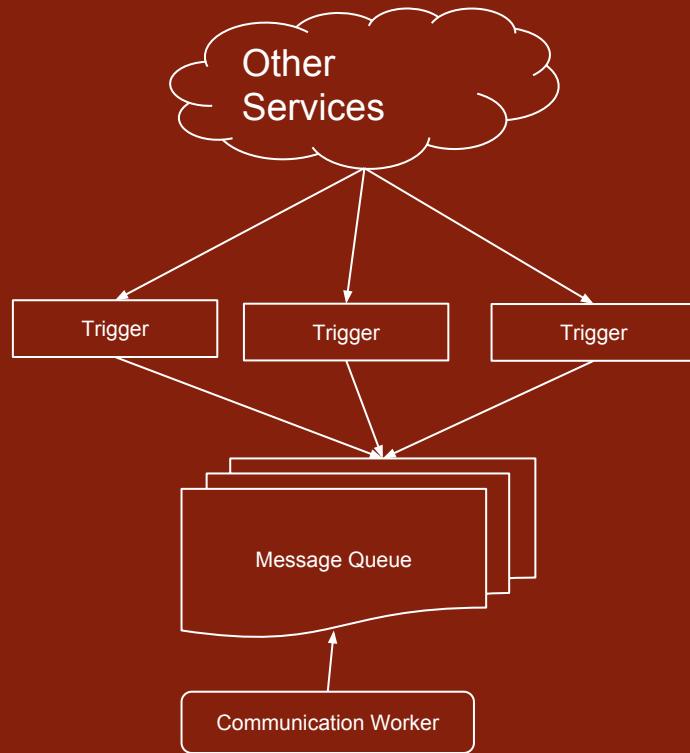 Other
Services
Trigger
Trigger
Trigger
Message Queue
Communication Worker